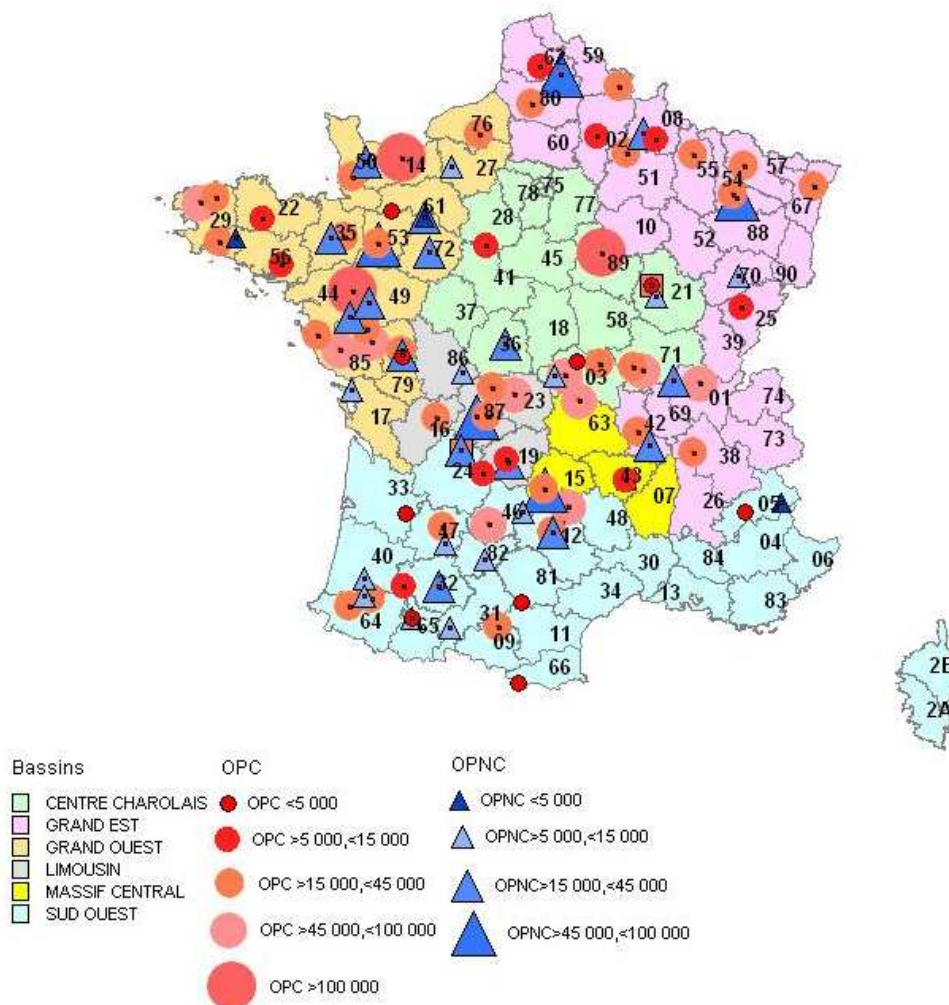 62 59
80
76 02 08
60
50 14 27 51 55 54 57
75
78 67
61 77
29 22 28 10 88
35 53 52
72
56 45 89 70 90
41 21
44 49 25
37 18 58 39
36
85 86 71
79 03 01
23 74
17 87 69
16 63 42
73
19 38
24 15 43
33 07
26 05
46 48
47 12
40 82 30 84 04
06
32 81 34 13
31 83
64 65
09 11
66
2B
2A
Bassins OPC OPNC
CENTRE CHAROLAIS OPC <5 000 OPNC <5 000
GRAND EST
GRAND OUEST OPC >5 000,<15 000 OPNC>5 000,<15 000
LIMOUSIN
MASSIF CENTRAL OPC >15 000,<45 000 OPNC>15 000,<45 000
SUD OUEST
OPC >45 000,<100 000 OPNC>45 000,<100 000
OPC >100 000